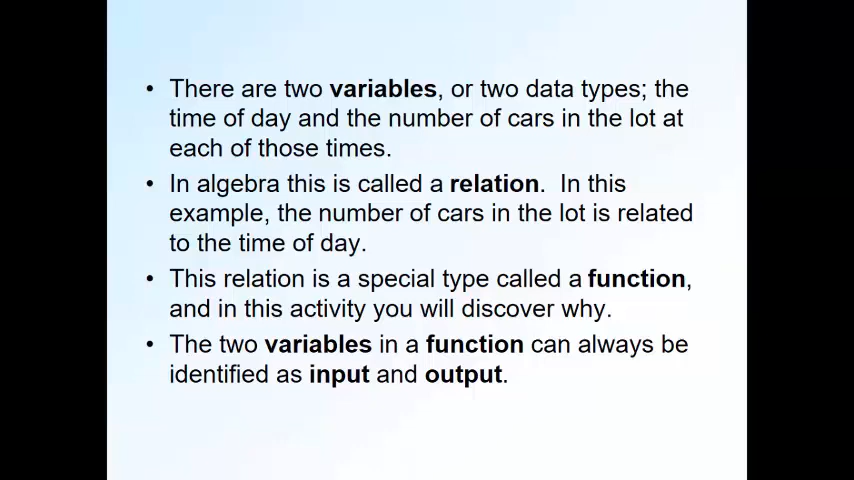 • There are two variables, or two data types; the
time of day and the number of cars in the lot at
each of those times.
• In algebra this is called a relation.  In this
example, the number of cars in the lot is related
to the time of day.
• This relation is a special type called a function,
and in this activity you will discover why.
• The two variables in a function can always be
identified as input and output.